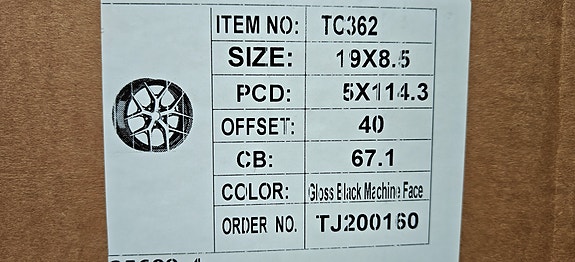 ITEM NO: TC362
SIZE: 19X8.5
PCD: 5X114.3
OFFSET: 40
CB: 67.1
COLOR: Gloss Black Machine Face
ORDER NO. TJ200160